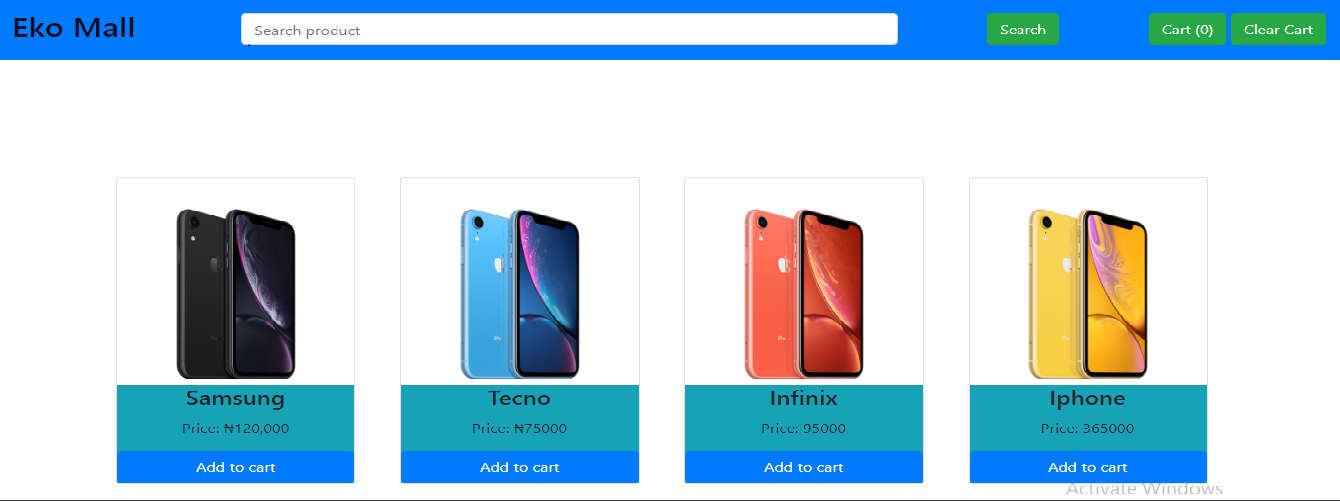 Eko Mall
Search product
Search
Cart (0)
Clear Cart
Samsung
Price: ₦120,000
Add to cart
Tecno
Price: ₦75000
Add to cart
Infinix
Price: 95000
Add to cart
Iphone
Price: 365000
Add to cart
Activate Windows